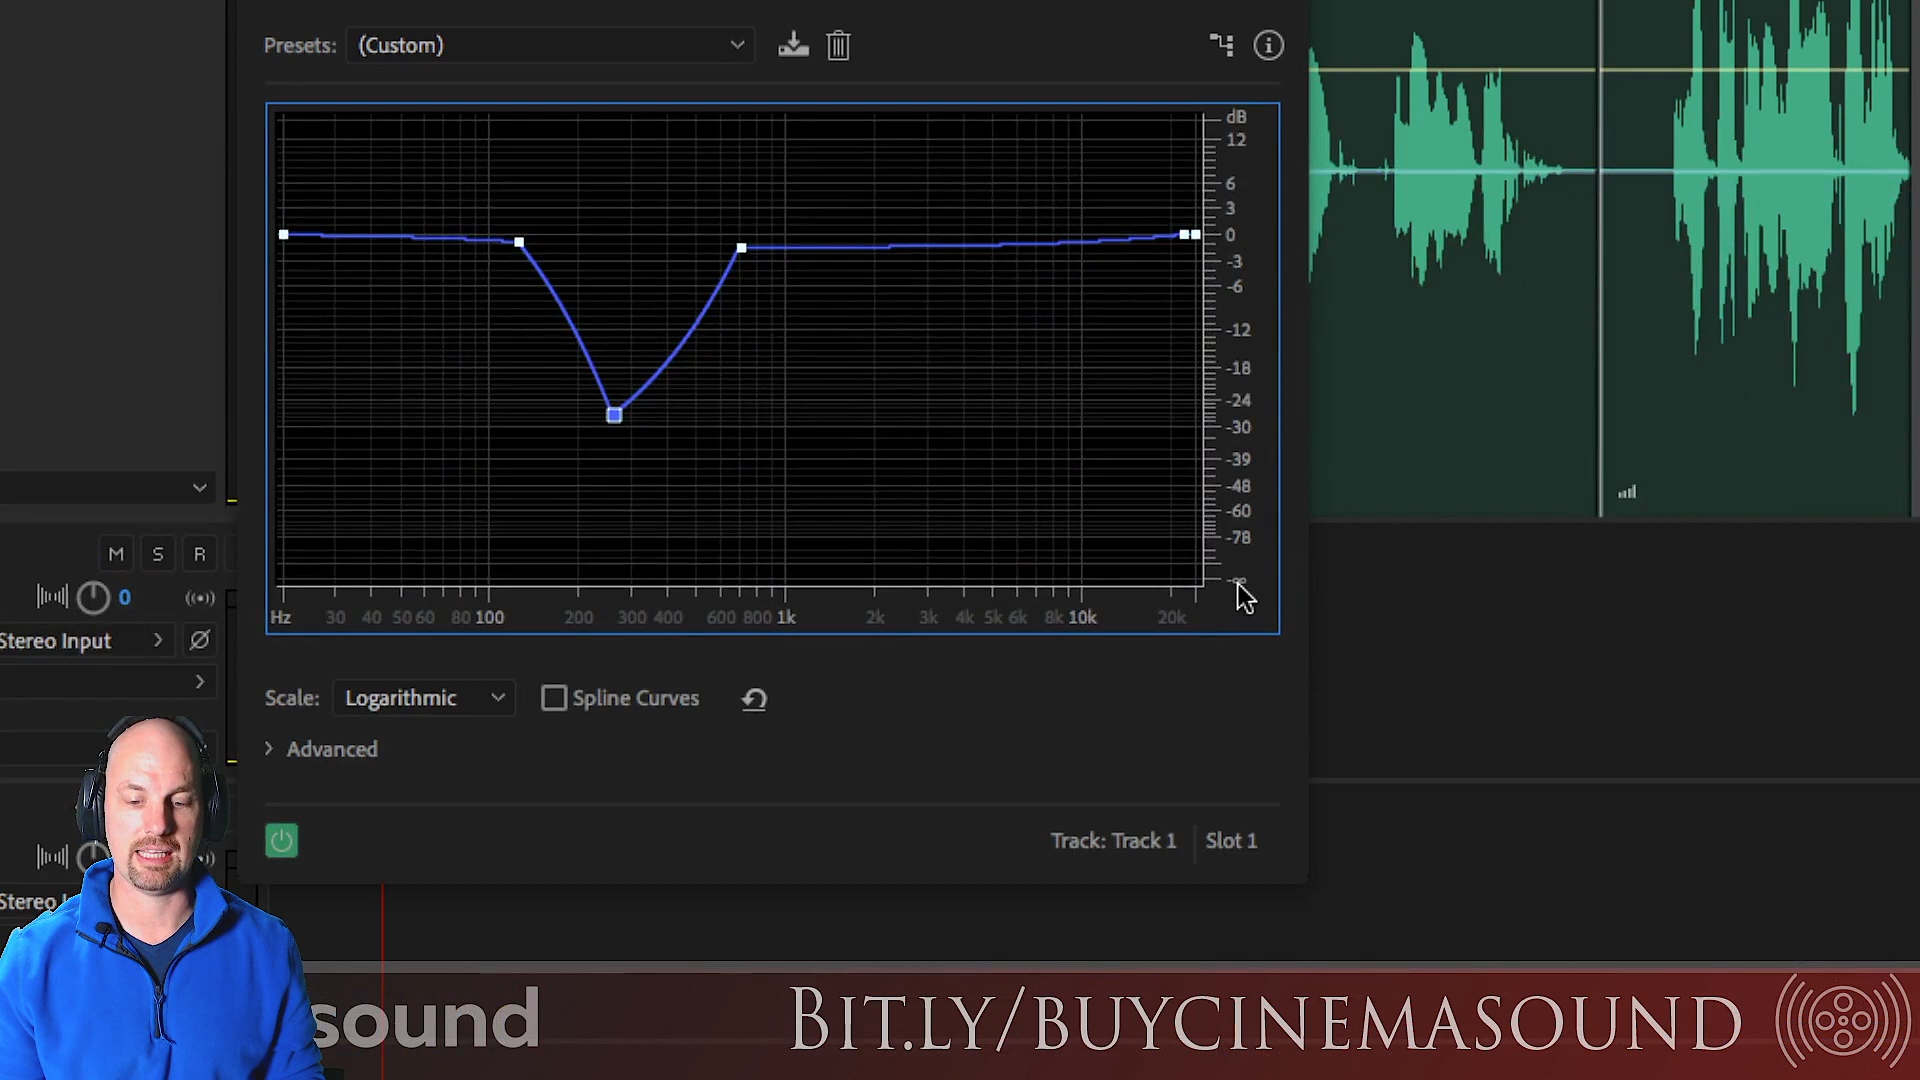 Presets: (Custom)
dB
12
6
3
0
-3
-6
-12
-18
-24
-30
-39
-48
-60
-78
-∞
Hz 30 40 50 60 80 100 200 300 400 600 800 1k 2k 3k 4k 5k 6k 8k 10k 20k
M S R
0
Stereo Input
Scale: Logarithmic Spline Curves
Advanced
Track: Track 1 Slot 1
Stereo
sound
BIT.LY/BUYCINEMASOUND